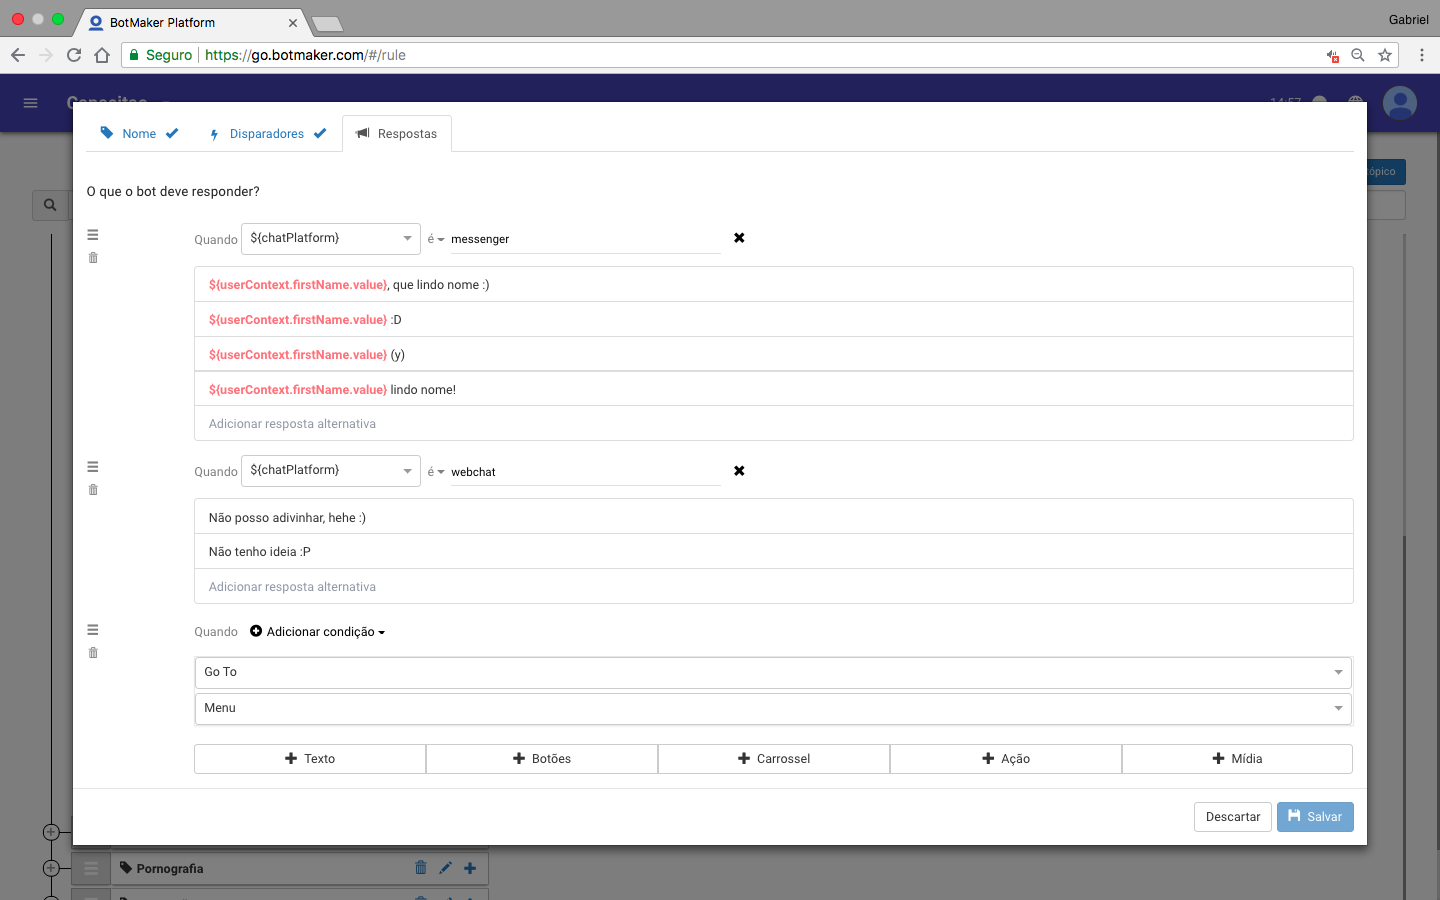 BotMaker Platform
Gabriel
Seguro https://go.botmaker.com/#/rule
14:57
Nome
Disparadores
Respostas
tópico
O que o bot deve responder?
Quando ${chatPlatform} é messenger
${userContext.firstName.value}, que lindo nome :)
${userContext.firstName.value} :D
${userContext.firstName.value} (y)
${userContext.firstName.value} lindo nome!
Adicionar resposta alternativa
Quando ${chatPlatform} é webchat
Não posso adivinhar, hehe :)
Não tenho ideia :P
Adicionar resposta alternativa
Quando Adicionar condição
Go To
Menu
Texto
Botões
Carrossel
Ação
Mídia
Descartar
Salvar
Pornografia